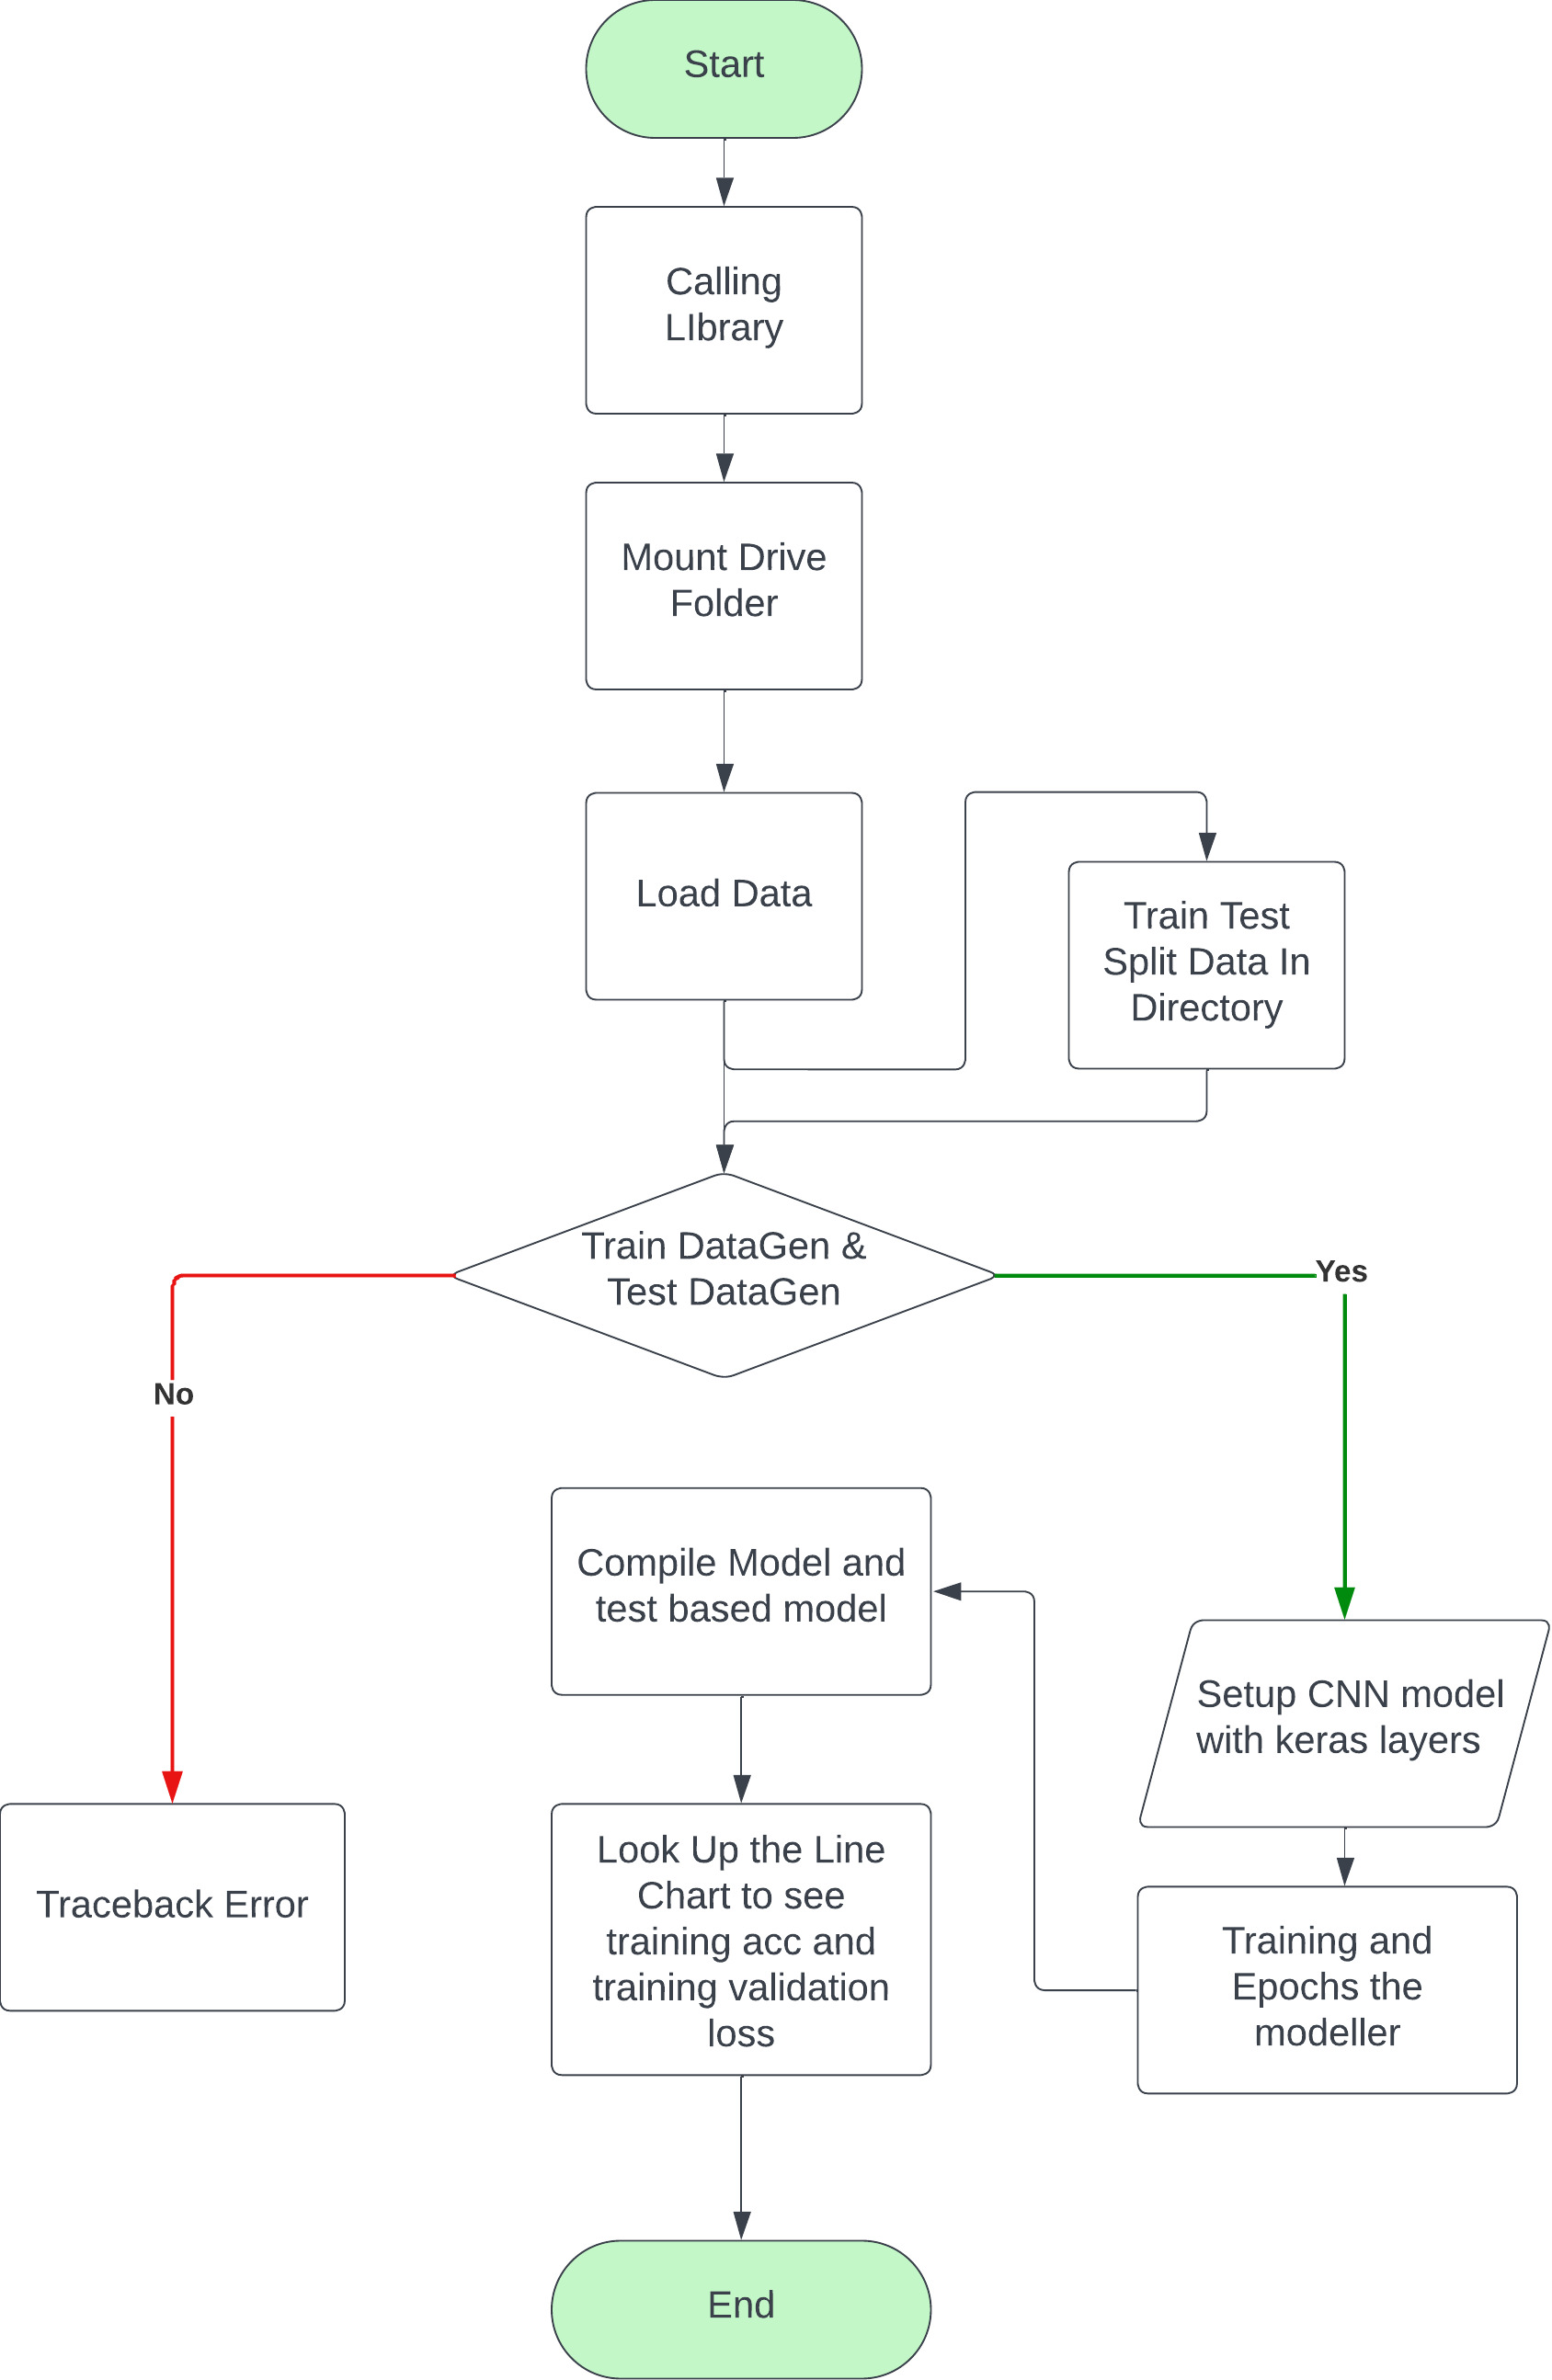 Start
Calling
LIbrary
Mount Drive
Folder
Load Data
Train Test
Split Data In
Directory
Train DataGen &
Test DataGen
Yes
No
Compile Model and
test based model
Setup CNN model
with keras layers
Look Up the Line
Chart to see
training acc and
training validation
loss
Traceback Error
Training and
Epochs the
modeller
End